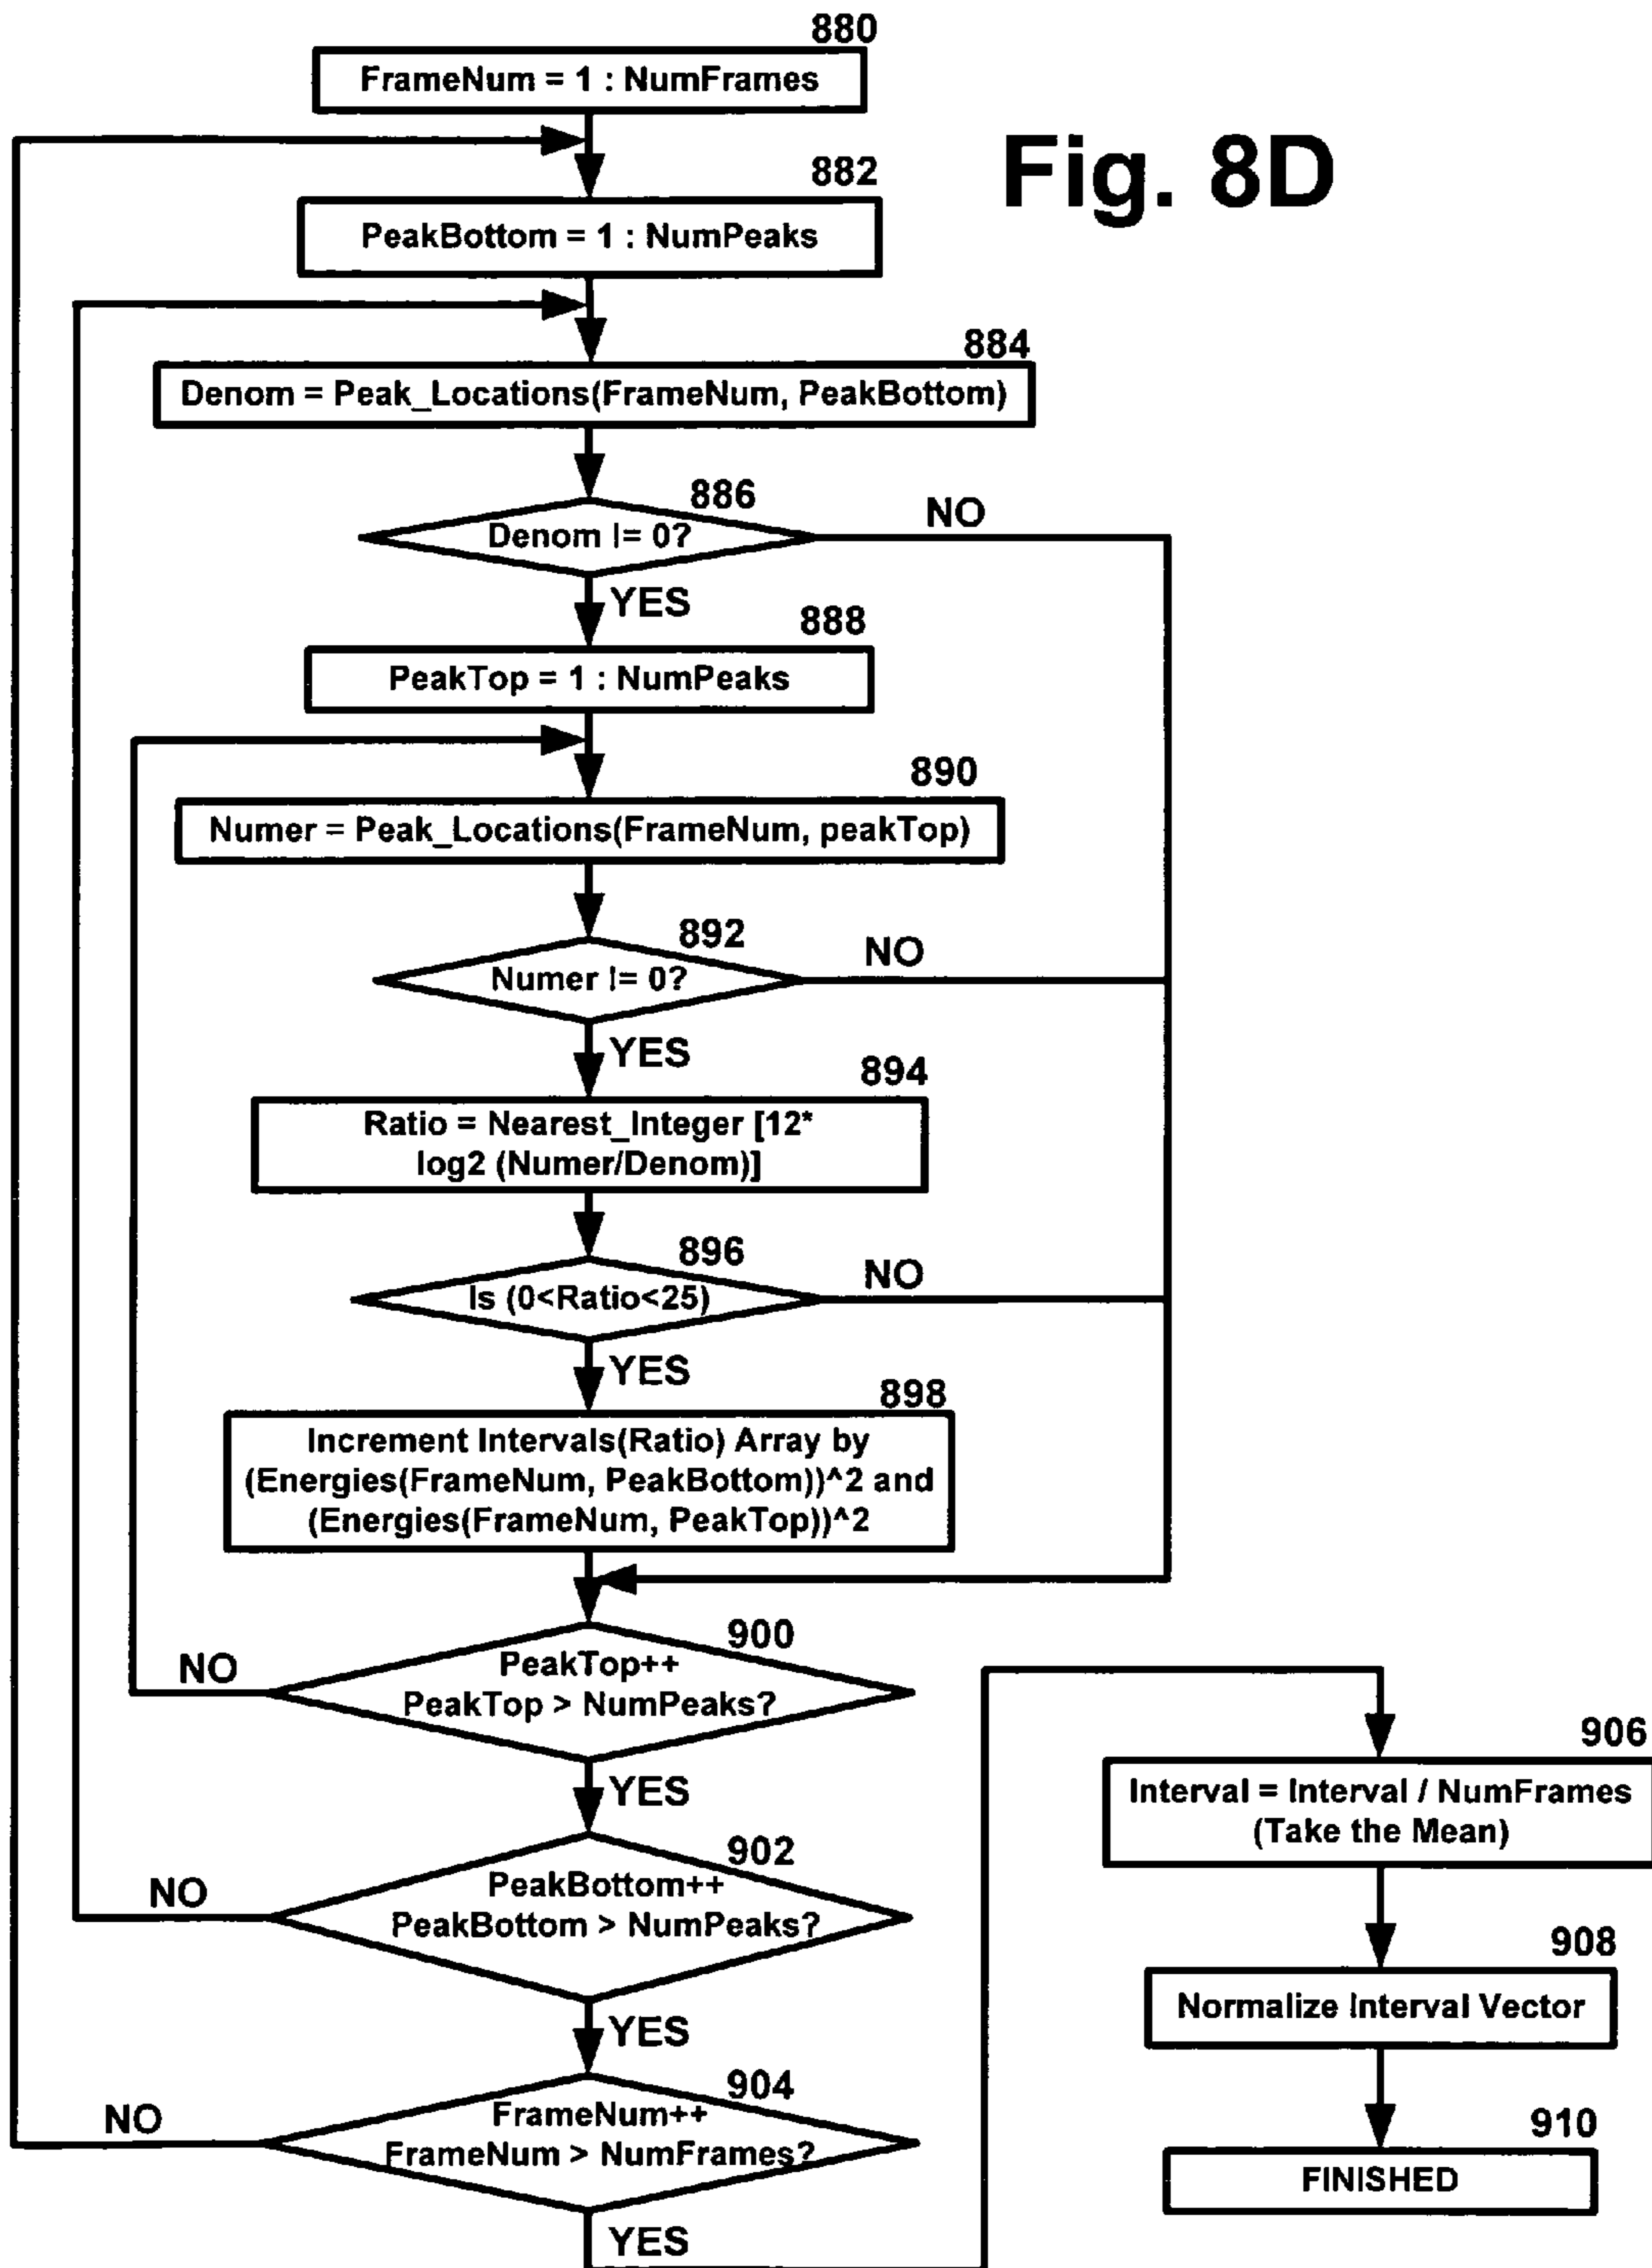 880
FrameNum = 1 : NumFrames
Fig. 8D
882
PeakBottom = 1 : NumPeaks
884
Denom = Peak_Locations(FrameNum, PeakBottom)
886
Denom != 0?
NO
YES
888
PeakTop = 1 : NumPeaks
890
Numer = Peak_Locations(FrameNum, peakTop)
892
Numer != 0?
NO
YES
894
Ratio = Nearest_Integer [12*
log2 (Numer/Denom)]
896
Is (0<Ratio<25)
NO
YES
898
Increment Intervals(Ratio) Array by
(Energies(FrameNum, PeakBottom))^2 and
(Energies(FrameNum, PeakTop))^2
900
PeakTop++
PeakTop > NumPeaks?
NO
YES
902
PeakBottom++
PeakBottom > NumPeaks?
NO
YES
904
FrameNum++
FrameNum > NumFrames?
NO
YES
906
Interval = Interval / NumFrames
(Take the Mean)
908
Normalize Interval Vector
910
FINISHED